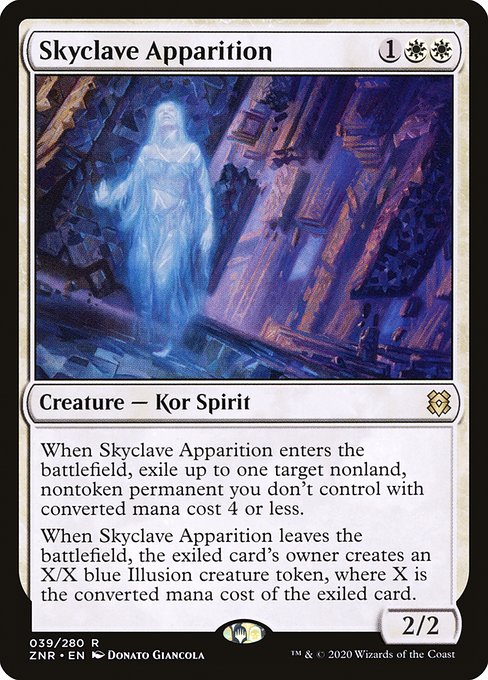 Skyclave Apparition 1
Creature — Kor Spirit
When Skyclave Apparition enters the
battlefield, exile up to one target nonland,
nontoken permanent you don't control with
converted mana cost 4 or less.
When Skyclave Apparition leaves the
battlefield, the exiled card's owner creates an
X/X blue Illusion creature token, where X is
the converted mana cost of the exiled card.
2/2
039/280 R
ZNR • EN Donato Giancola
™ & © 2020 Wizards of the Coast